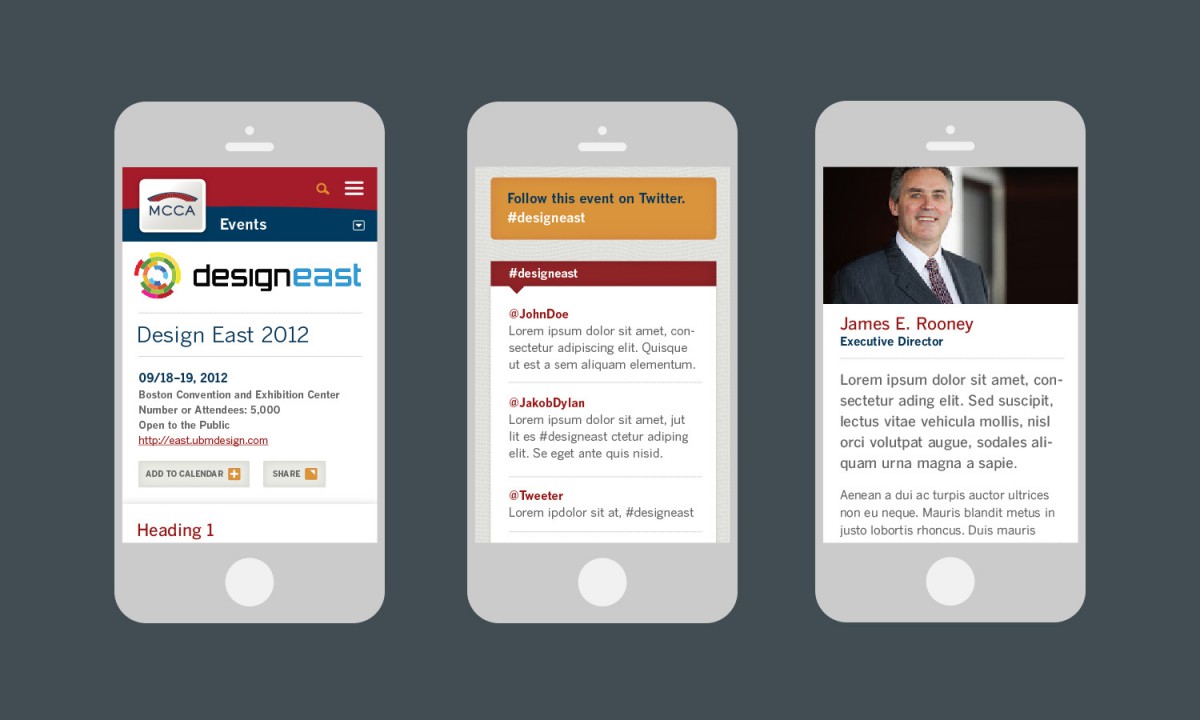 MCCA
Events
designeast
Design East 2012
09/18–19, 2012
Boston Convention and Exhibition Center
Number or Attendees: 5,000
Open to the Public
http://east.ubmdesign.com
ADD TO CALENDAR
SHARE
Heading 1
Follow this event on Twitter.
#designeast
#designeast
@JohnDoe
Lorem ipsum dolor sit amet, con-
sectetur adipiscing elit. Quisque
ut est a sem aliquam elementum.
@JakobDylan
Lorem ipsum dolor sit amet, jut
lit es #designeast ctetur adiping
elit. Se eget ante quis nisid.
@Tweeter
Lorem ipdolor sit at, #designeast
James E. Rooney
Executive Director
Lorem ipsum dolor sit amet, con-
sectetur ading elit. Sed suscipit,
lectus vitae vehicula mollis, nisl
orci volutpat augue, sodales ali-
quam urna magna a sapie.
Aenean a dui ac turpis auctor ultrices
non eu neque. Mauris blandit metus in
justo lobortis rhoncus. Duis mauris